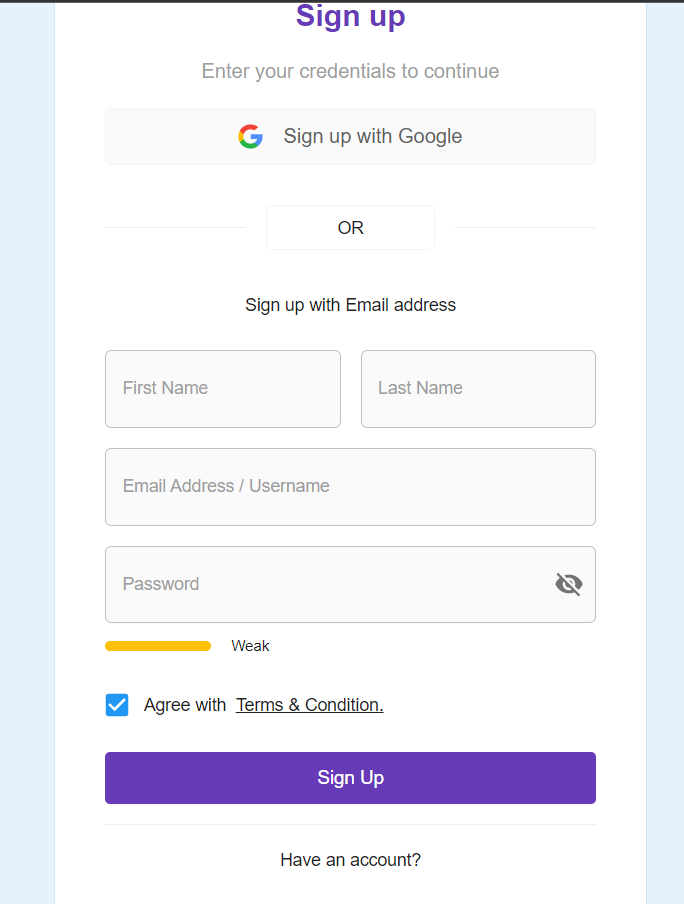 Sign up
Enter your credentials to continue
Sign up with Google
OR
Sign up with Email address
First Name
Last Name
Email Address / Username
Password
Weak
Agree with Terms & Condition.
Sign Up
Have an account?